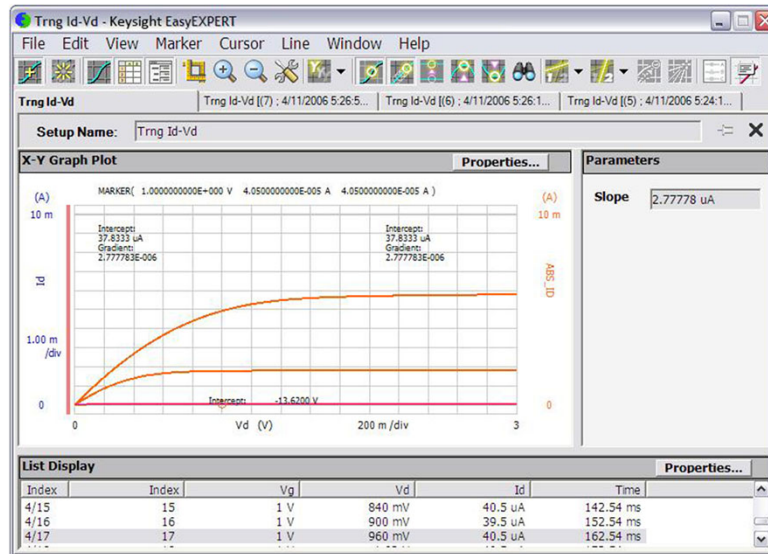 Trng Id-Vd - Keysight EasyEXPERT
File Edit View Marker Cursor Line Window Help
Trng Id-Vd
Trng Id-Vd [(7) ; 4/11/2006 5:26:5...
Trng Id-Vd [(6) ; 4/11/2006 5:26:1...
Trng Id-Vd [(5) ; 4/11/2006 5:24:1...
Setup Name: Trng Id-Vd
X-Y Graph Plot Properties...
Parameters
Slope 2.77778 uA
MARKER( 1.0000000000E+000 V 4.0500000000E-005 A 4.0500000000E-005 A )
(A) (A)
10 m 10 m
Intercept: Intercept:
37.8333 uA 37.8333 uA
Gradient: Gradient:
2.777783E-006 2.777783E-006
Id ABS_ID
1.00 m
/div
Intercept: -13.6200 V
0 0
0 Vd (V) 200 m /div 3
List Display Properties...
Index Index Vg Vd Id Time
4/15 15 1 V 840 mV 40.5 uA 142.54 ms
4/16 16 1 V 900 mV 39.5 uA 152.54 ms
4/17 17 1 V 960 mV 40.5 uA 162.54 ms